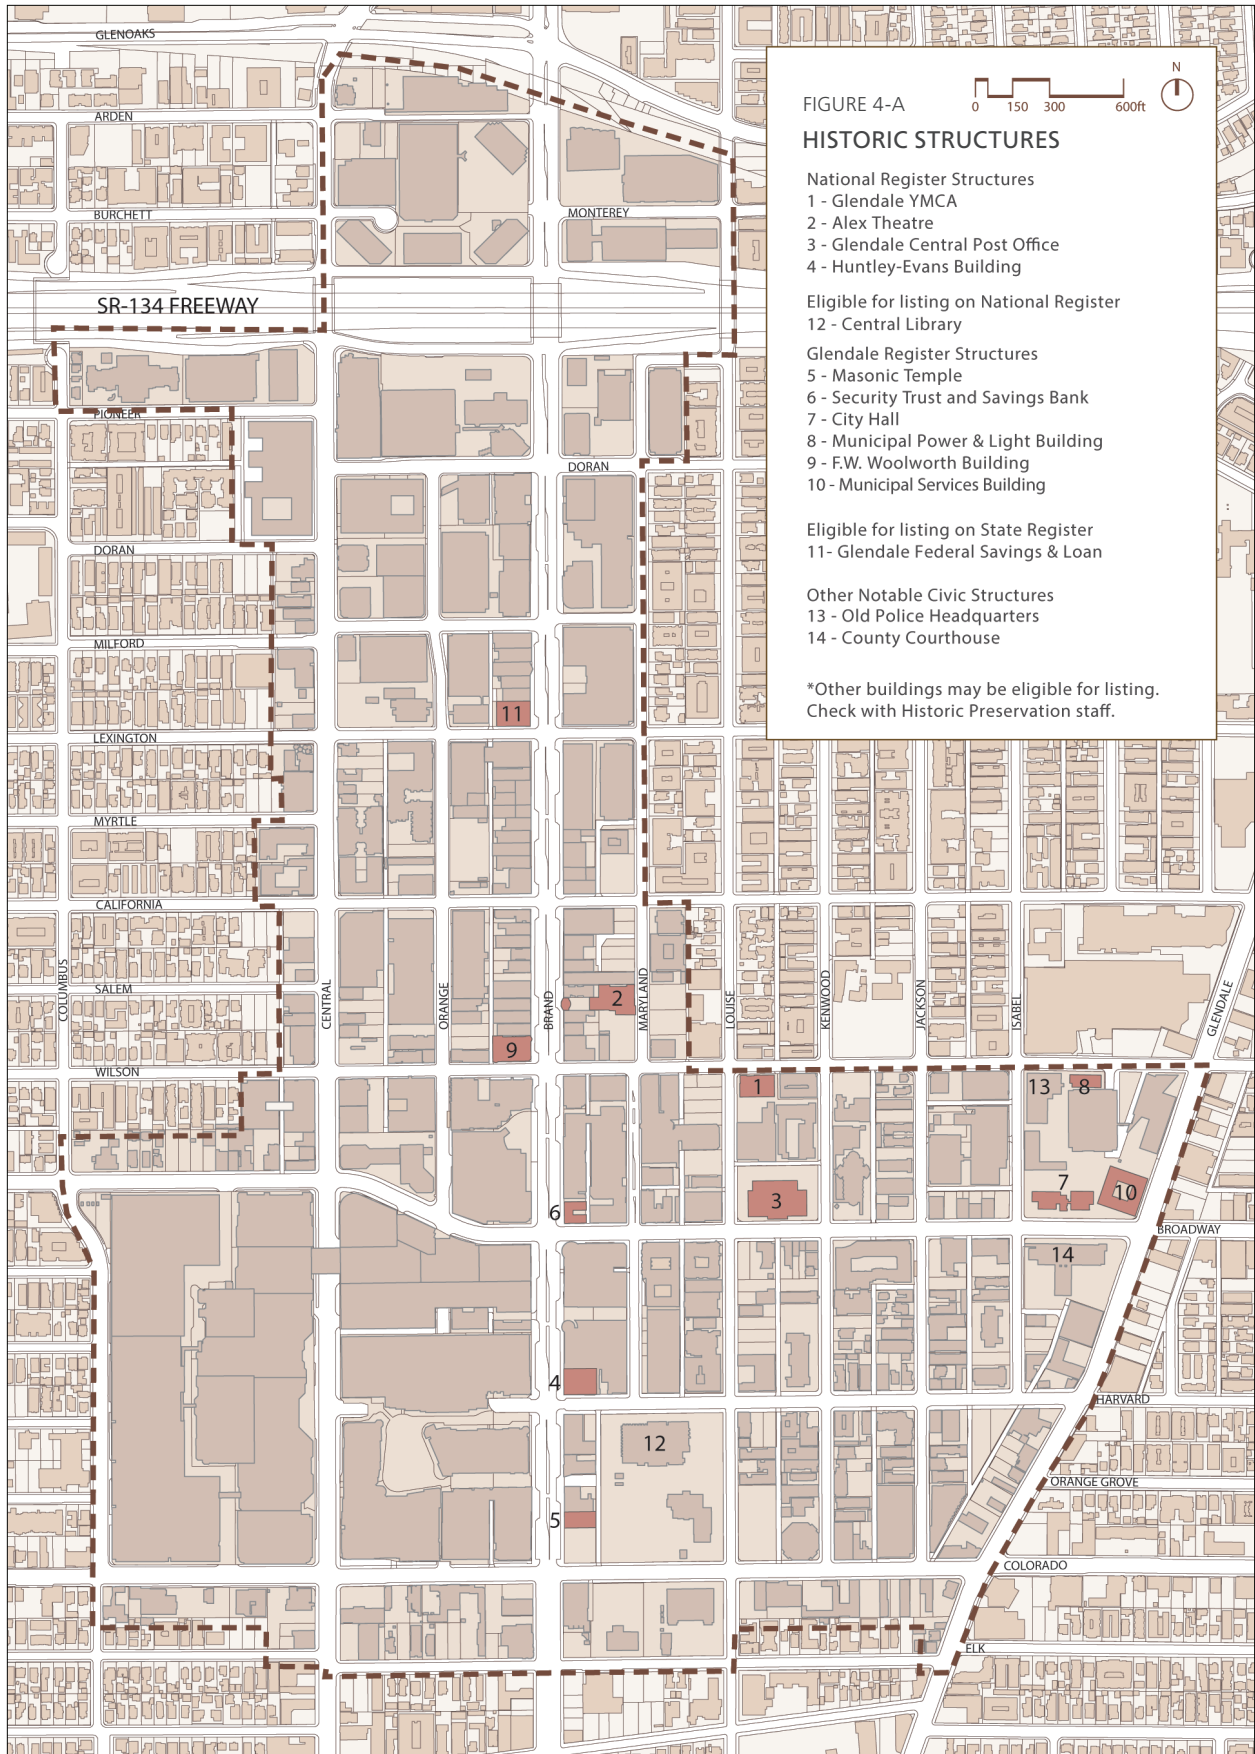 GLENOAKS
N
0 150 300 600ft
FIGURE 4-A
HISTORIC STRUCTURES
National Register Structures
1 - Glendale YMCA
2 - Alex Theatre
3 - Glendale Central Post Office
4 - Huntley-Evans Building
Eligible for listing on National Register
12 - Central Library
Glendale Register Structures
5 - Masonic Temple
6 - Security Trust and Savings Bank
7 - City Hall
8 - Municipal Power & Light Building
9 - F.W. Woolworth Building
10 - Municipal Services Building
Eligible for listing on State Register
11- Glendale Federal Savings & Loan
Other Notable Civic Structures
13 - Old Police Headquarters
14 - County Courthouse
*Other buildings may be eligible for listing.
Check with Historic Preservation staff.
ARDEN
BURCHETT
MONTEREY
SR-134 FREEWAY
PIONEER
DORAN
DORAN
MILFORD
11
LEXINGTON
MYRTLE
CALIFORNIA
COLUMBUS
SALEM
CENTRAL
ORANGE
BRAND
2
MARYLAND
LOUISE
KENWOOD
JACKSON
ISABEL
GLENDALE
9
WILSON
1
13
8
6
3
7
10
BROADWAY
14
4
HARVARD
12
ORANGE GROVE
5
COLORADO
ELK